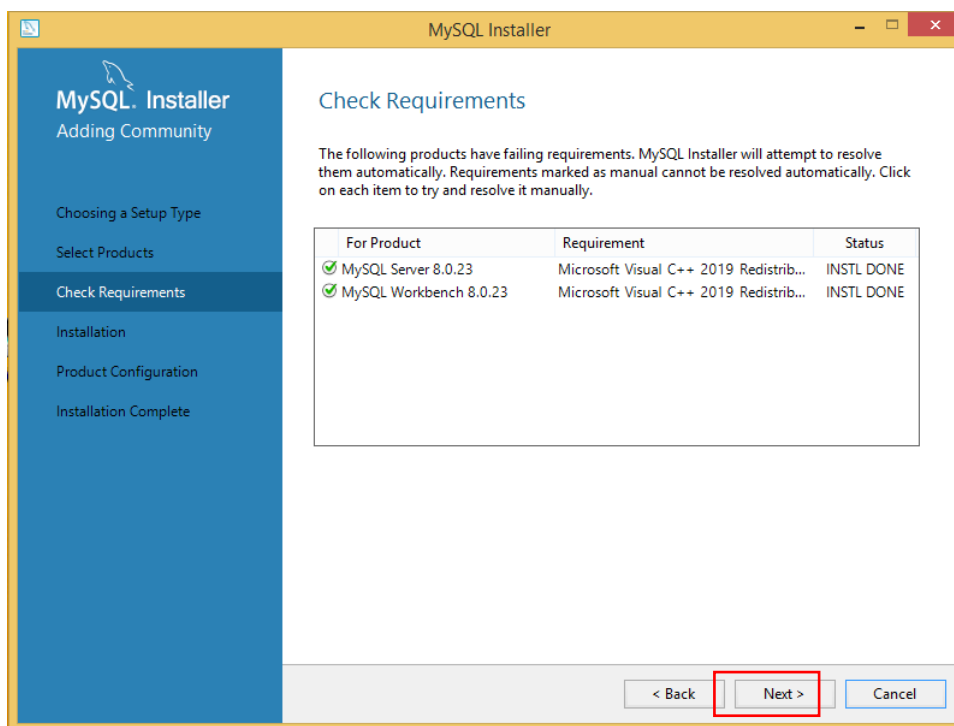 MySQL Installer
MySQL. Installer
Adding Community
Choosing a Setup Type
Select Products
Check Requirements
Installation
Product Configuration
Installation Complete
Check Requirements
The following products have failing requirements. MySQL Installer will attempt to resolve
them automatically. Requirements marked as manual cannot be resolved automatically. Click
on each item to try and resolve it manually.
For Product Requirement Status
MySQL Server 8.0.23 Microsoft Visual C++ 2019 Redistrib... INSTL DONE
MySQL Workbench 8.0.23 Microsoft Visual C++ 2019 Redistrib... INSTL DONE
< Back Next > Cancel